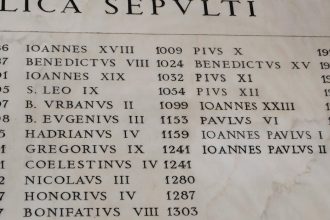 LICA SEPVLTI
IOANNES XVIII 1009 PIVS X
BENEDICTVS VIII 1024 BENEDICTVS XV
IOANNES XIX 1032 PIVS XI
S. LEO IX 1054 PIVS XII
B. VRBANVS II 1099 IOANNES XXIII
B. EVGENIVS III 1153 PAVLVS VI
HADRIANVS IV 1159 IOANNES PAVLVS I
GREGORIVS IX 1241 IOANNES PAVLVS II
COELESTINVS IV 1241
NICOLAVS III 1280
HONORIVS IV 1287
BONIFATIVS VIII 1303